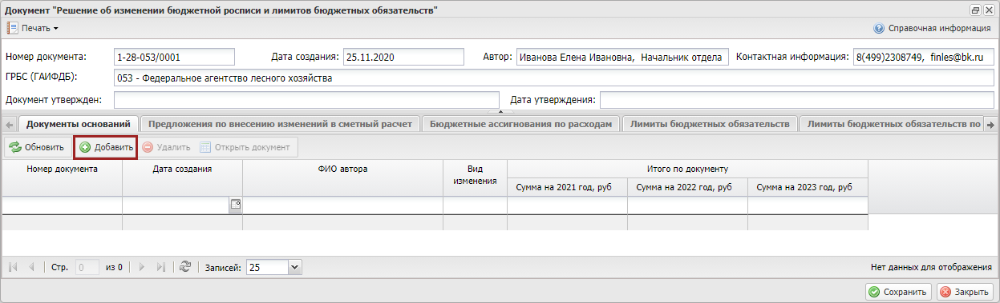 Документ "Решение об изменении бюджетной росписи и лимитов бюджетных обязательств"
Печать Справочная информация
Номер документа: 1-28-053/0001 Дата создания: 25.11.2020 Автор: Иванова Елена Ивановна, Начальник отдела Контактная информация: 8(499)2308749, finles@bk.ru
ГРБС (ГАИФДБ): 053 - Федеральное агентство лесного хозяйства
Документ утвержден: Дата утверждения:
Документы оснований Предложения по внесению изменений в сметный расчет Бюджетные ассигнования по расходам Лимиты бюджетных обязательств Лимиты бюджетных обязательств по
Обновить Добавить Удалить Открыть документ
Номер документа Дата создания ФИО автора Вид изменения Итого по документу
Сумма на 2021 год, руб Сумма на 2022 год, руб Сумма на 2023 год, руб
Стр. 0 из 0 Записей: 25 Нет данных для отображения
Сохранить Закрыть